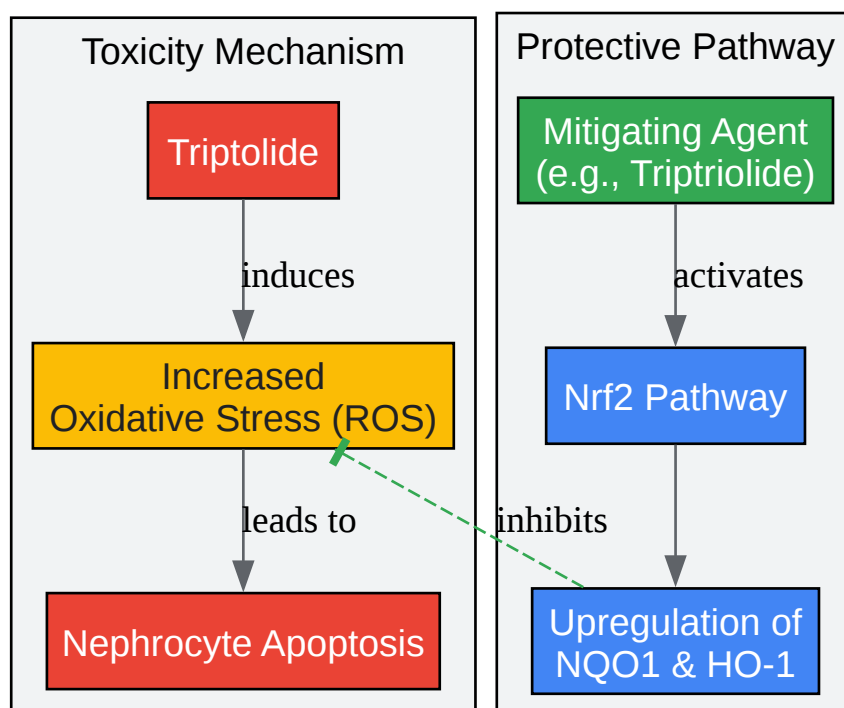 Toxicity Mechanism
Triptolide
induces
Increased
Oxidative Stress (ROS)
leads to
Nephrocyte Apoptosis
Protective Pathway
Mitigating Agent
(e.g., Triptriolide)
activates
Nrf2 Pathway
inhibits
Upregulation of
NQO1 & HO-1